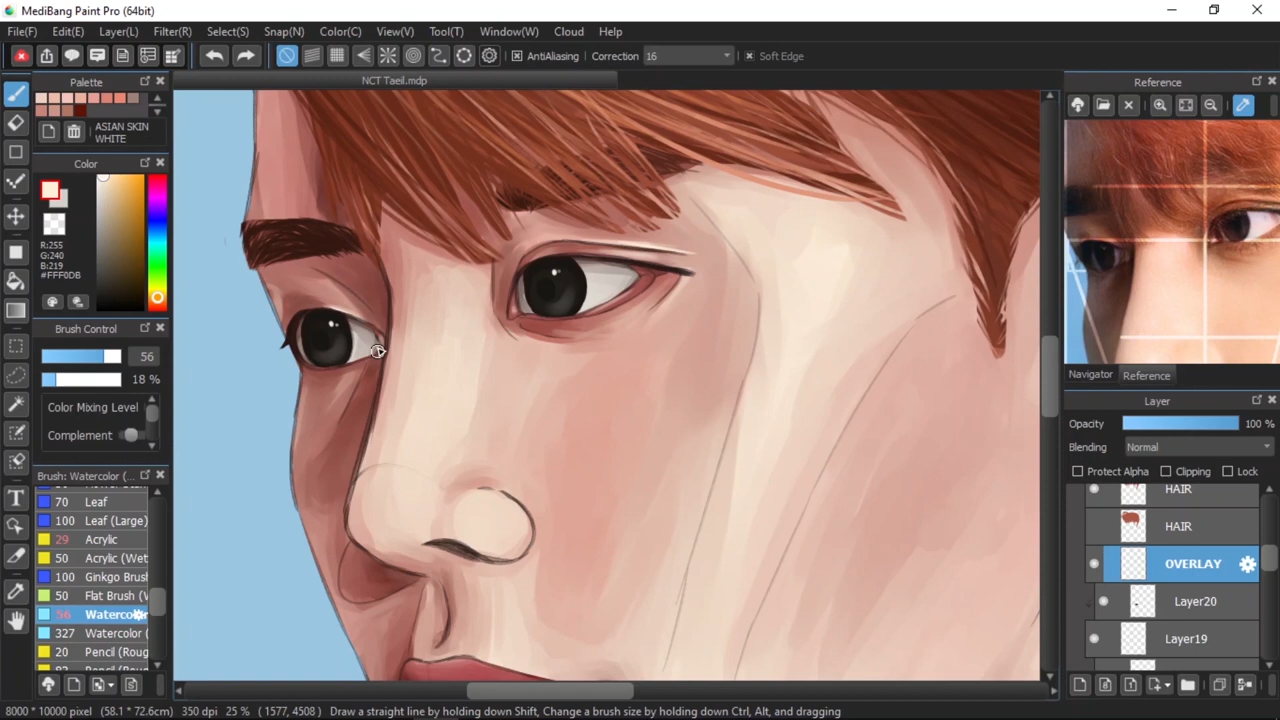 MediBang Paint Pro (64bit)
File(F) Edit(E) Layer(L) Filter(R) Select(S) Snap(N) Color(C) View(V) Tool(T) Window(W) Cloud Help
AntiAliasing Correction 16 Soft Edge
Palette
NCT Taeil.mdp
Reference
ASIAN SKIN
WHITE
Color
R:255
G:240
B:219
#FFF0DB
Brush Control
56
18 %
Color Mixing Level
Complement
Brush: Watercolor (...
70 Leaf
100 Leaf (Large)
29 Acrylic
50 Acrylic (Wet
100 Ginkgo Brush
50 Flat Brush (W
56 Watercolor
327 Watercolor (
20 Pencil (Roug
Pencil (Roug
Navigator Reference
Layer
Opacity 100 %
Blending Normal
Protect Alpha Clipping Lock
HAIR
HAIR
OVERLAY
Layer20
Layer19
8000 * 10000 pixel (58.1 * 72.6cm) 350 dpi 25 % ( 1577, 4508 ) Draw a straight line by holding down Shift, Change a brush size by holding down Ctrl, Alt, and dragging